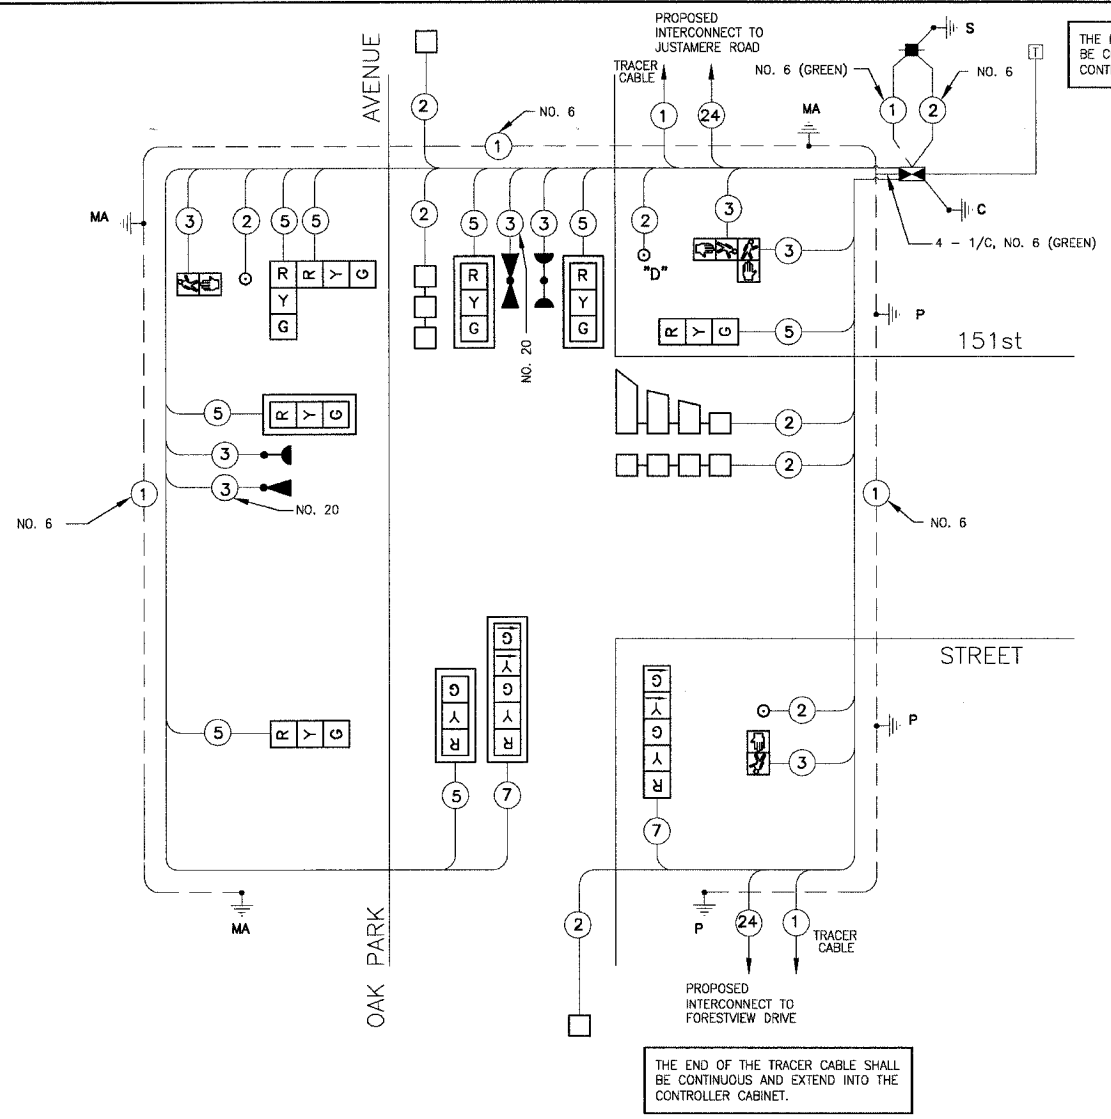 PROPOSED
INTERCONNECT TO
JUSTAMERE ROAD
TRACER
CABLE
AVENUE
S
T
THE
BE C
CONT
NO. 6 (GREEN)
NO. 6
2
1
24
1
2
NO. 6
1
MA
MA
C
4 - 1/C, NO. 6 (GREEN)
3
2
5
5
2
5
3
3
5
2
3
3
"D"
R
R Y G
Y
G
R
Y
G
R
Y
G
NO. 20
P
R Y G
5
151st
5
R Y G
3
3
NO. 20
2
2
1
NO. 6
1
NO. 6
STREET
G
Y
G
Y
R
G
Y
R
G
Y
G
Y
R
2
3
P
5
R Y G
5
7
7
MA
P
2
24
1
TRACER
CABLE
OAK PARK
PROPOSED
INTERCONNECT TO
FORESTVIEW DRIVE
THE END OF THE TRACER CABLE SHALL
BE CONTINUOUS AND EXTEND INTO THE
CONTROLLER CABINET.